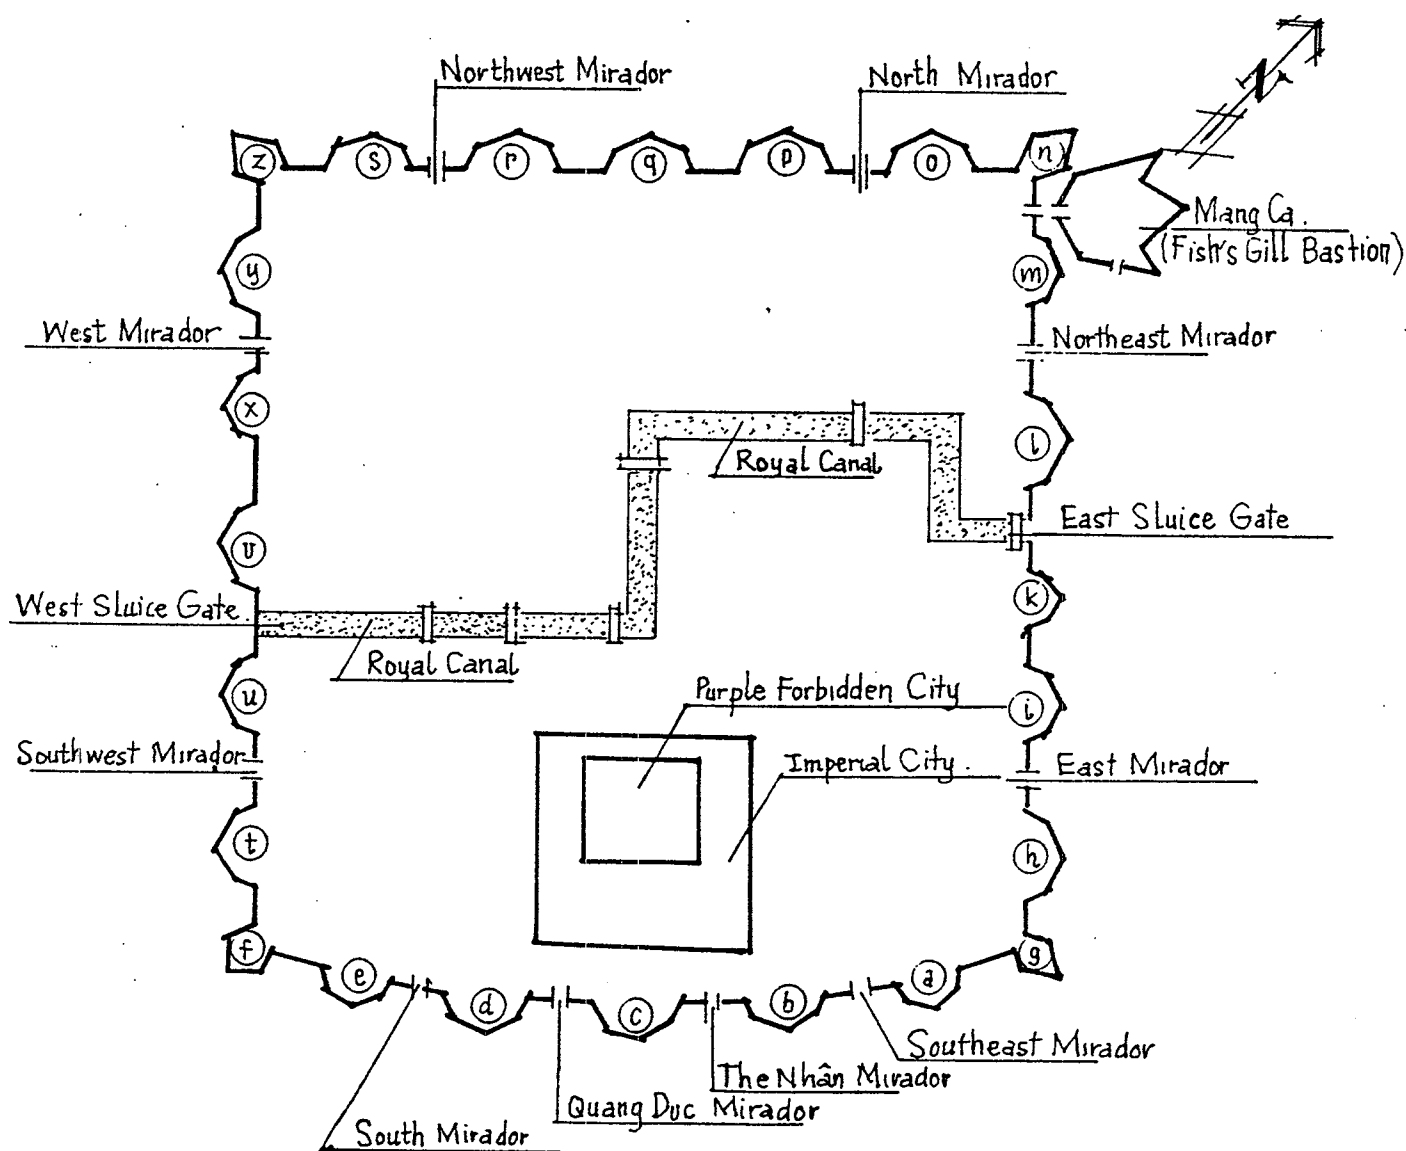 N
Northwest Mirador
North Mirador
z
s
r
q
p
o
n
Mang Ca.
(Fish's Gill Bastion)
y
m
West Mirador
Northeast Mirador
x
l
Royal Canal
v
East Sluice Gate
West Sluice Gate
k
Royal Canal
u
Purple Forbidden City
i
Southwest Mirador
Imperial City.
East Mirador
t
h
f
e
d
c
b
a
g
Southeast Mirador
The Nhân Mirador
Quang Duc Mirador
South Mirador